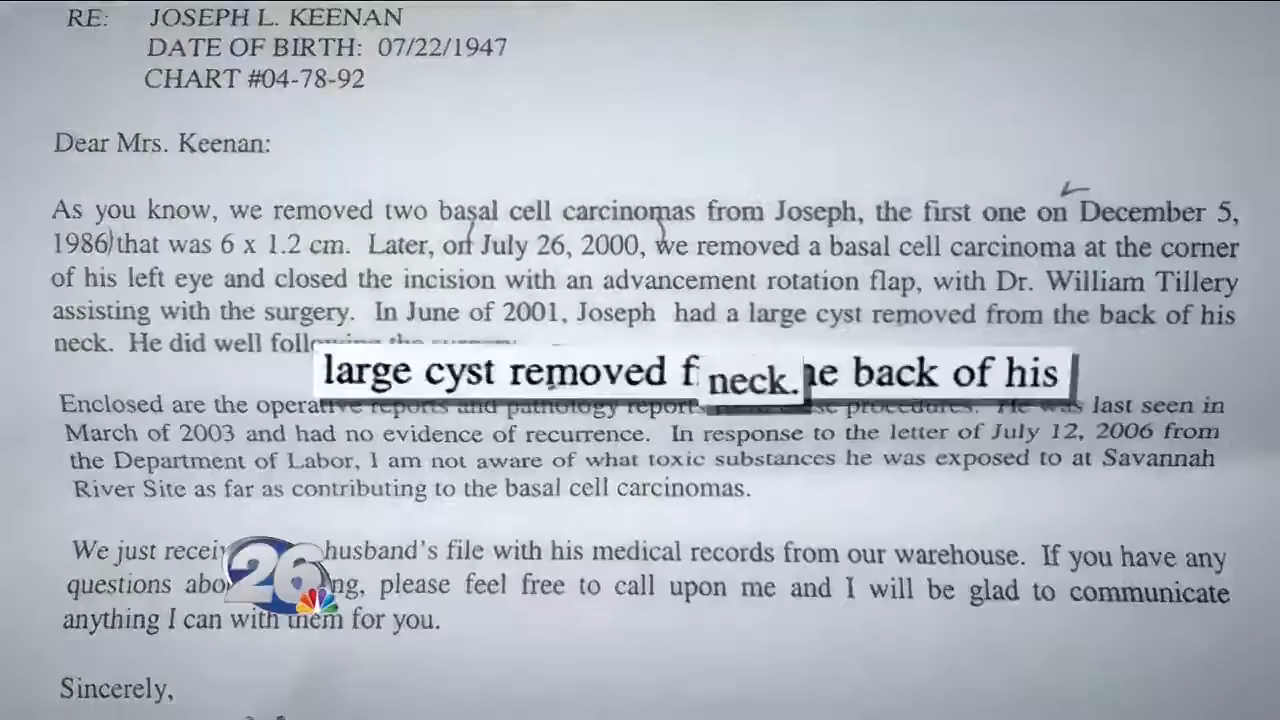 RE: JOSEPH L. KEENAN
DATE OF BIRTH: 07/22/1947
CHART #04-78-92
Dear Mrs. Keenan:
As you know, we removed two basal cell carcinomas from Joseph, the first one on December 5,
1986 that was 6 x 1.2 cm. Later, on July 26, 2000, we removed a basal cell carcinoma at the corner
of his left eye and closed the incision with an advancement rotation flap, with Dr. William Tillery
assisting with the surgery. In June of 2001, Joseph had a large cyst removed from the back of his
neck. He did well
large cyst removed back of his
neck.
Enclosed are the operative reports and pathology He was last seen in
March of 2003 and had no evidence of recurrence. In response to the letter of July 12, 2006 from
the Department of Labor, I am not aware of what toxic substances he was exposed to at Savannah
River Site as far as contributing to the basal cell carcinomas.
We just husband's file with his medical records from our warehouse. If you have any
questions please feel free to call upon me and I will be glad to communicate
anything I can with them for you.
26
Sincerely,